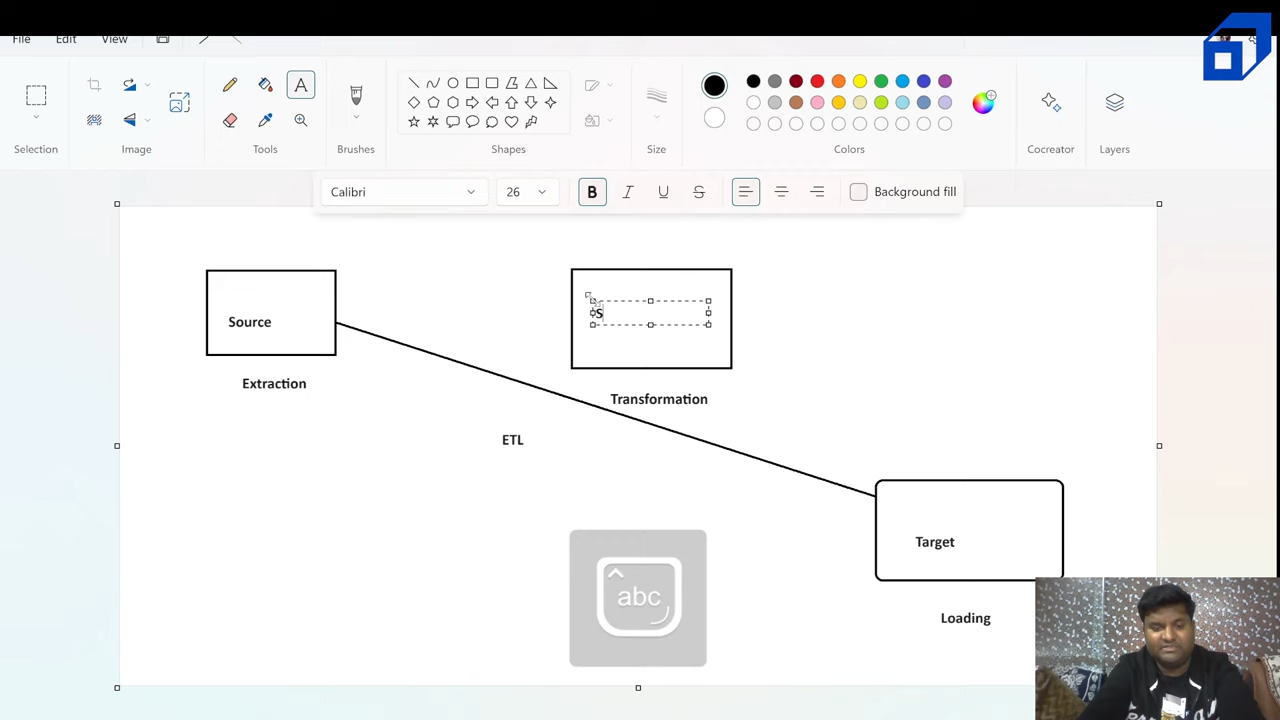 File Edit View
Calibri 26 B I U S Background fill
Selection Image Tools Brushes Shapes Size Colors Cocreator Layers
Source
S
Extraction
Transformation
ETL
Target
abc
Loading